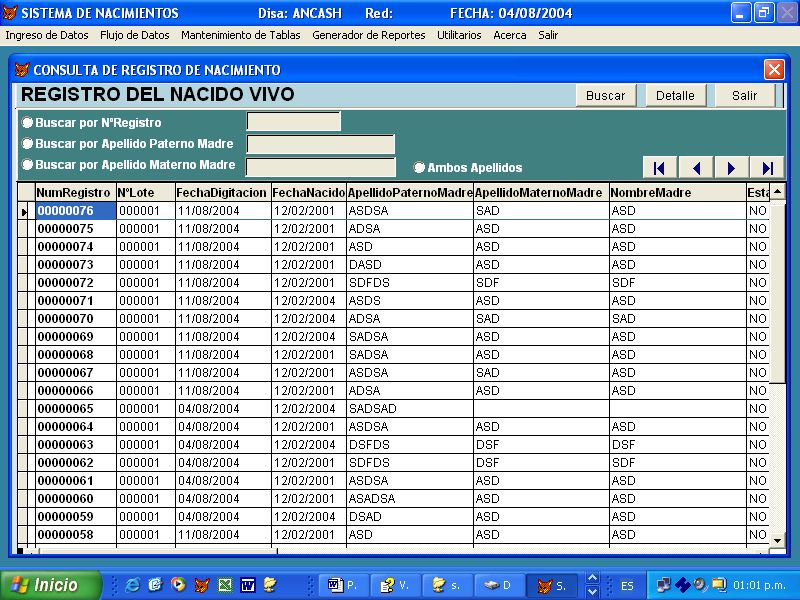 SISTEMA DE NACIMIENTOS Disa: ANCASH Red: FECHA: 04/08/2004
Ingreso de Datos Flujo de Datos Mantenimiento de Tablas Generador de Reportes Utilitarios Acerca Salir
CONSULTA DE REGISTRO DE NACIMIENTO
REGISTRO DEL NACIDO VIVO Buscar Detalle Salir
Buscar por N°Registro
Buscar por Apellido Paterno Madre
Buscar por Apellido Materno Madre Ambos Apellidos
NumRegistro N°Lote FechaDigitacion FechaNacido ApellidoPaternoMadre ApellidoMaternoMadre NombreMadre Esta
00000076 000001 11/08/2004 12/02/2001 ASDSA SAD ASD NO
00000075 000001 11/08/2004 12/02/2001 ADSA ASD ASD NO
00000074 000001 11/08/2004 12/02/2001 ASD ASD ASD NO
00000073 000001 11/08/2004 12/02/2001 DASD ASD ASD NO
00000072 000001 11/08/2004 12/02/2001 SDFDS SDF SDF NO
00000071 000001 11/08/2004 12/02/2004 ASDS ASD ASD NO
00000070 000001 11/08/2004 12/02/2004 ADSA SAD SAD NO
00000069 000001 11/08/2004 12/02/2004 SADSA ASD ASD NO
00000068 000001 11/08/2004 12/02/2001 SADSA ASD ASD NO
00000067 000001 11/08/2004 12/02/2001 ASDSA SAD ASD NO
00000066 000001 11/08/2004 12/02/2001 ADSA ASD ASD NO
00000065 000001 04/08/2004 12/02/2004 SADSAD NO
00000064 000001 04/08/2004 12/02/2001 ASDSA ASD ASD NO
00000063 000001 04/08/2004 12/02/2004 DSFDS DSF DSF NO
00000062 000001 04/08/2004 12/02/2001 SDFDS DSF SDF NO
00000061 000001 04/08/2004 12/02/2001 ASDSA ASD ASD NO
00000060 000001 04/08/2004 12/02/2001 ASADSA ASD ASD NO
00000059 000001 04/08/2004 12/02/2004 DSAD ASD ASD NO
00000058 000001 11/08/2004 12/02/2001 ASD ASD ASD NO
Inicio P. V. s. D S. ES 01:01 p.m.